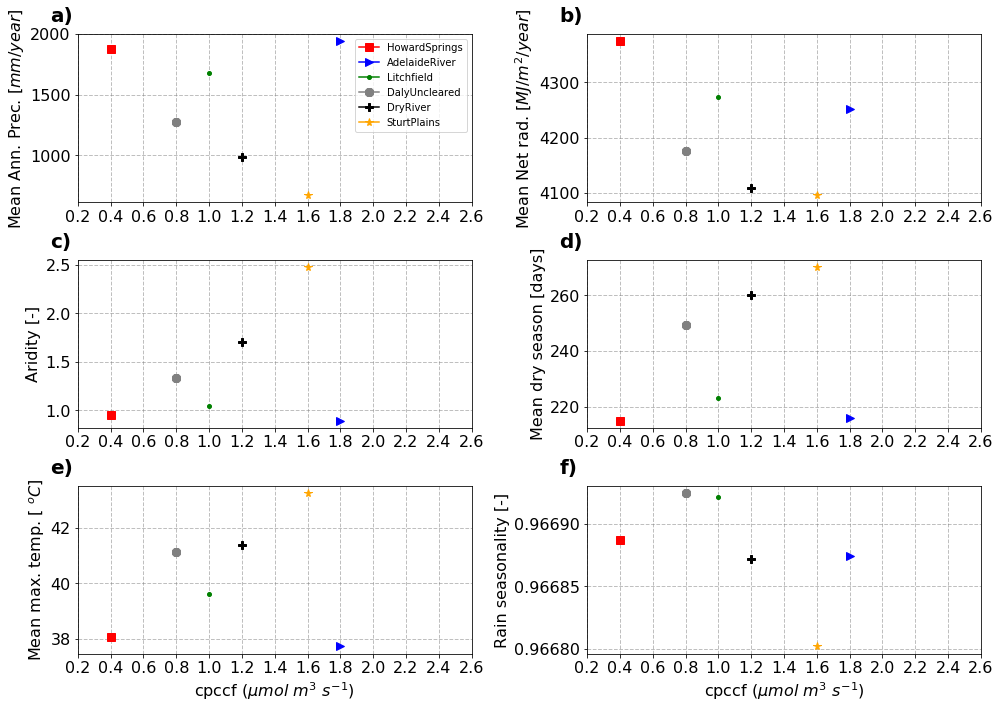 a)
Mean Ann. Prec. [mm/year]
2000
1500
1000
0.2 0.4 0.6 0.8 1.0 1.2 1.4 1.6 1.8 2.0 2.2 2.4 2.6
HowardSprings
AdelaideRiver
Litchfield
DalyUncleared
DryRiver
SturtPlains
b)
Mean Net rad. [MJ/m²/year]
4300
4200
4100
0.2 0.4 0.6 0.8 1.0 1.2 1.4 1.6 1.8 2.0 2.2 2.4 2.6
c)
Aridity [-]
2.5
2.0
1.5
1.0
0.2 0.4 0.6 0.8 1.0 1.2 1.4 1.6 1.8 2.0 2.2 2.4 2.6
d)
Mean dry season [days]
260
240
220
0.2 0.4 0.6 0.8 1.0 1.2 1.4 1.6 1.8 2.0 2.2 2.4 2.6
e)
Mean max. temp. [ °C]
42
40
38
0.2 0.4 0.6 0.8 1.0 1.2 1.4 1.6 1.8 2.0 2.2 2.4 2.6
cpccf (μmol m³ s⁻¹)
f)
Rain seasonality [-]
0.96690
0.96685
0.96680
0.2 0.4 0.6 0.8 1.0 1.2 1.4 1.6 1.8 2.0 2.2 2.4 2.6
cpccf (μmol m³ s⁻¹)